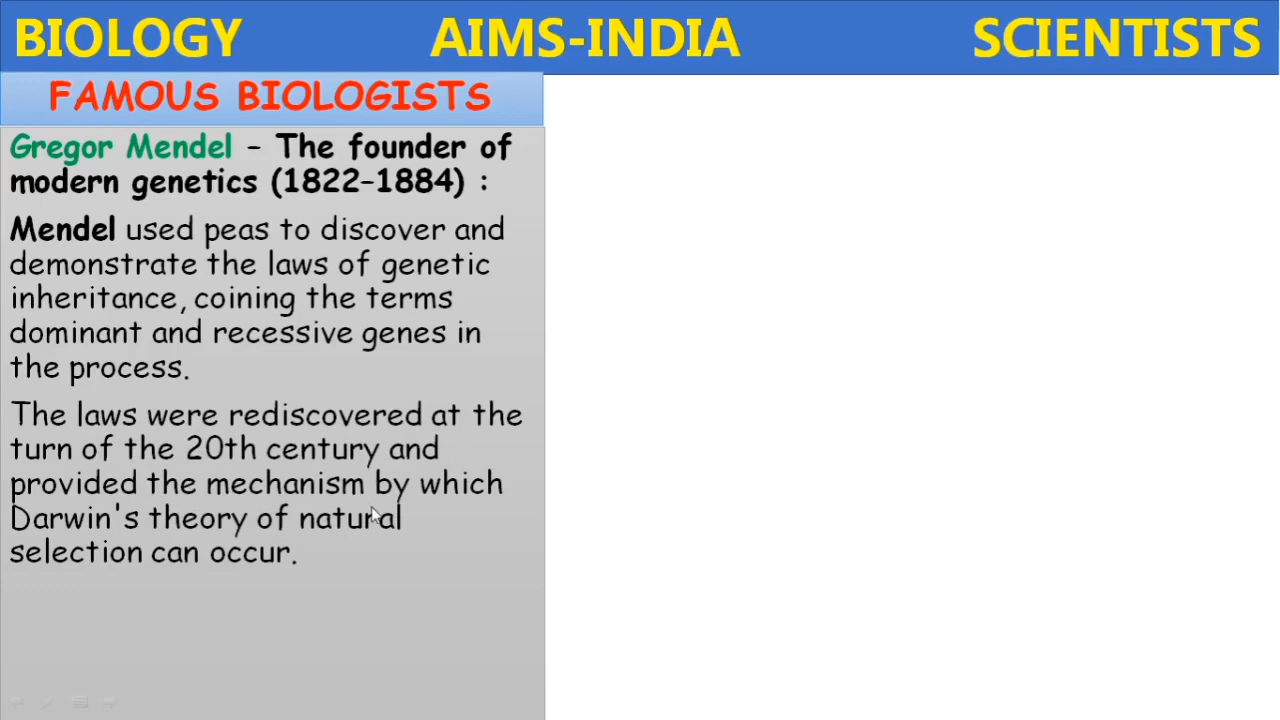 BIOLOGY AIMS-INDIA SCIENTISTS
FAMOUS BIOLOGISTS
Gregor Mendel – The founder of
modern genetics (1822–1884) :
Mendel used peas to discover and
demonstrate the laws of genetic
inheritance, coining the terms
dominant and recessive genes in
the process.
The laws were rediscovered at the
turn of the 20th century and
provided the mechanism by which
Darwin's theory of natural
selection can occur.